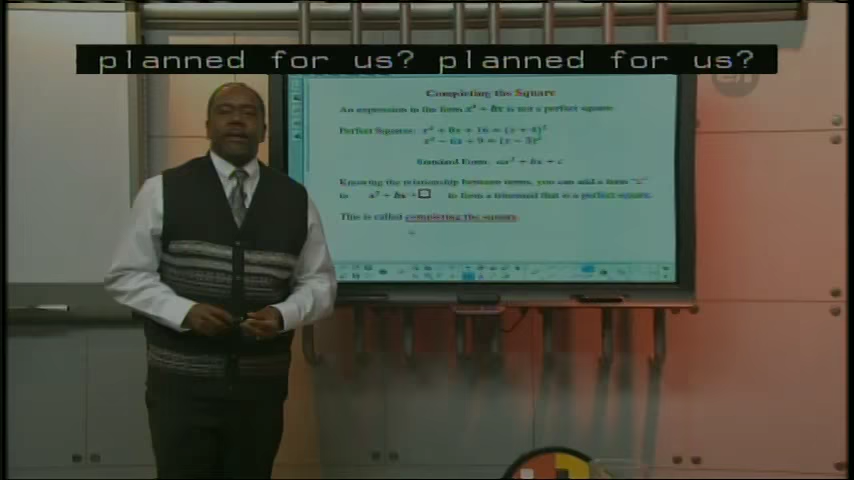 planned for us? planned for us?
Completing the Square
An expression in the form x² + bx is not a perfect square.
Perfect Squares: x² + 8x + 16 = (x + 4)²
x² − 6x + 9 = (x − 3)²
Standard Form: ax² + bx + c
Knowing the relationship between terms, you can add a term "c"
to x² + bx + □ to form a trinomial that is a perfect square.
This is called completing the square.